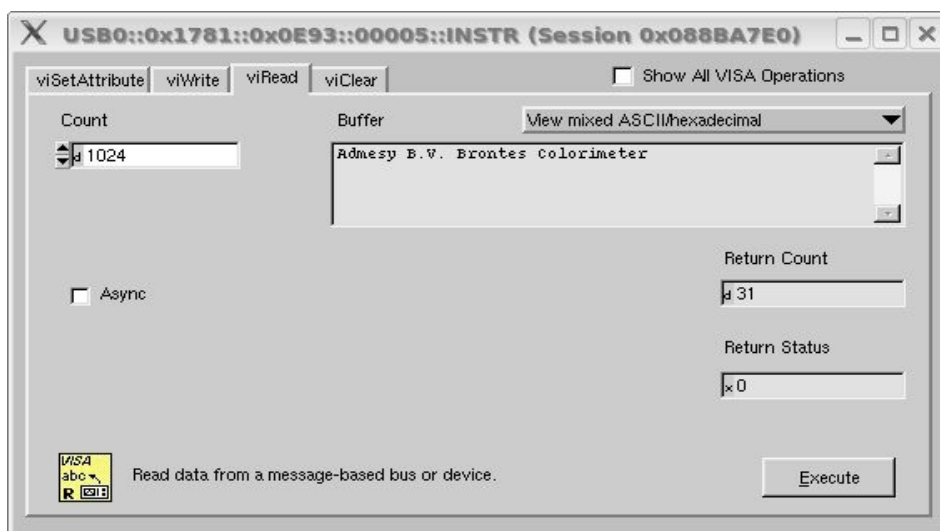 USB0::0x1781::0x0E93::00005::INSTR (Session 0x088BA7E0)
viSetAttribute viWrite viRead viClear Show All VISA Operations
Count Buffer View mixed ASCII/hexadecimal
d 1024
Admesy B.V. Brontes Colorimeter
Return Count
Async
d 31
Return Status
x 0
VISA
abc
R
Read data from a message-based bus or device.
Execute